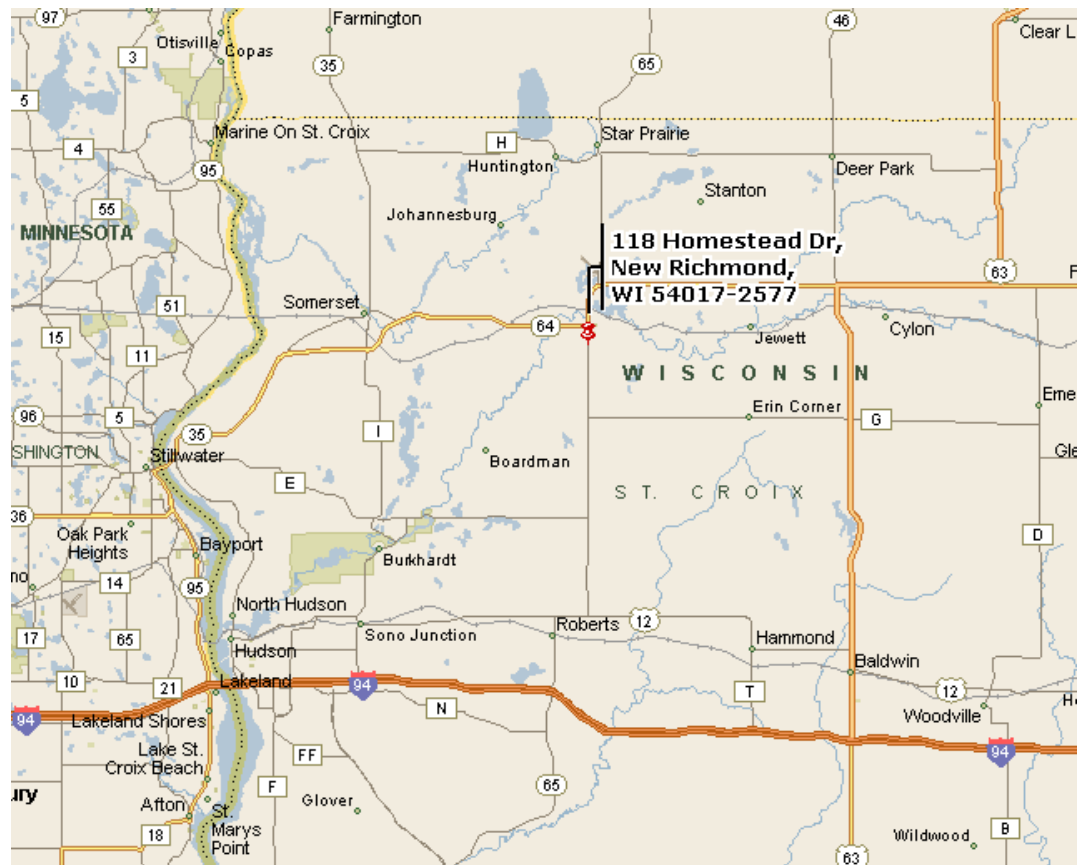 97
Farmington
46
Clear L
Otisville
Copas
3
35
65
5
Marine On St. Croix
H
Star Prairie
4
Huntington
95
Deer Park
Stanton
55
Johannesburg
MINNESOTA
118 Homestead Dr,
New Richmond,
WI 54017-2577
63
F
Somerset
51
64
Jewett
Cylon
15
11
WISCONSIN
Eme
96
5
Erin Corner
G
35
I
SHINGTON
Stillwater
Boardman
Gle
E
ST. CROIX
36
Oak Park
Heights
Bayport
D
Burkhardt
no
14
95
North Hudson
17
65
Sono Junction
Roberts
12
Hammond
Hudson
Baldwin
10
21
Lakeland
94
T
12
N
Woodville
Ho
94
Lakeland Shores
94
Lake St.
Croix Beach
FF
F
65
ury
Afton
Glover
St.
Marys
Point
18
B
Wildwood
63